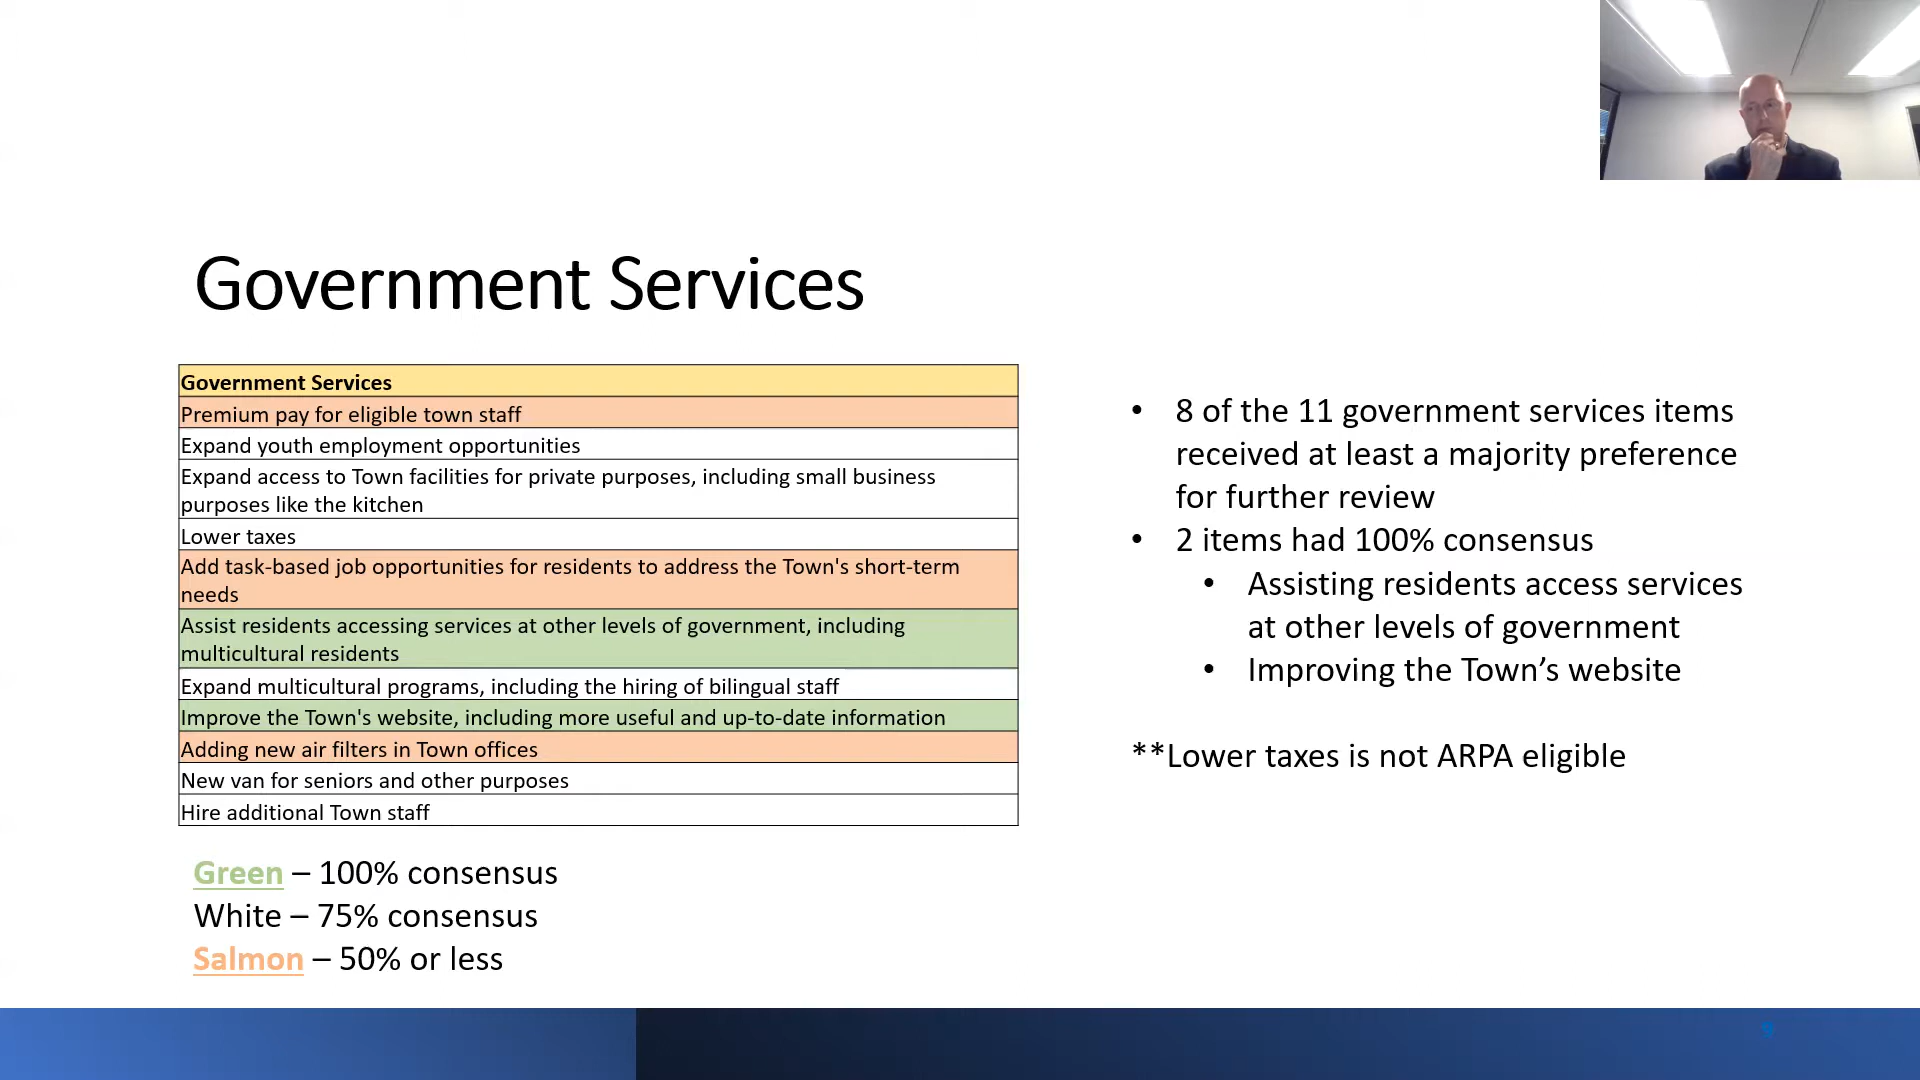 Government Services
Government Services
Premium pay for eligible town staff
Expand youth employment opportunities
Expand access to Town facilities for private purposes, including small business
purposes like the kitchen
Lower taxes
Add task-based job opportunities for residents to address the Town's short-term
needs
Assist residents accessing services at other levels of government, including
multicultural residents
Expand multicultural programs, including the hiring of bilingual staff
Improve the Town's website, including more useful and up-to-date information
Adding new air filters in Town offices
New van for seniors and other purposes
Hire additional Town staff
Green – 100% consensus
White – 75% consensus
Salmon – 50% or less
• 8 of the 11 government services items
received at least a majority preference
for further review
• 2 items had 100% consensus
• Assisting residents access services
at other levels of government
• Improving the Town’s website
**Lower taxes is not ARPA eligible
9